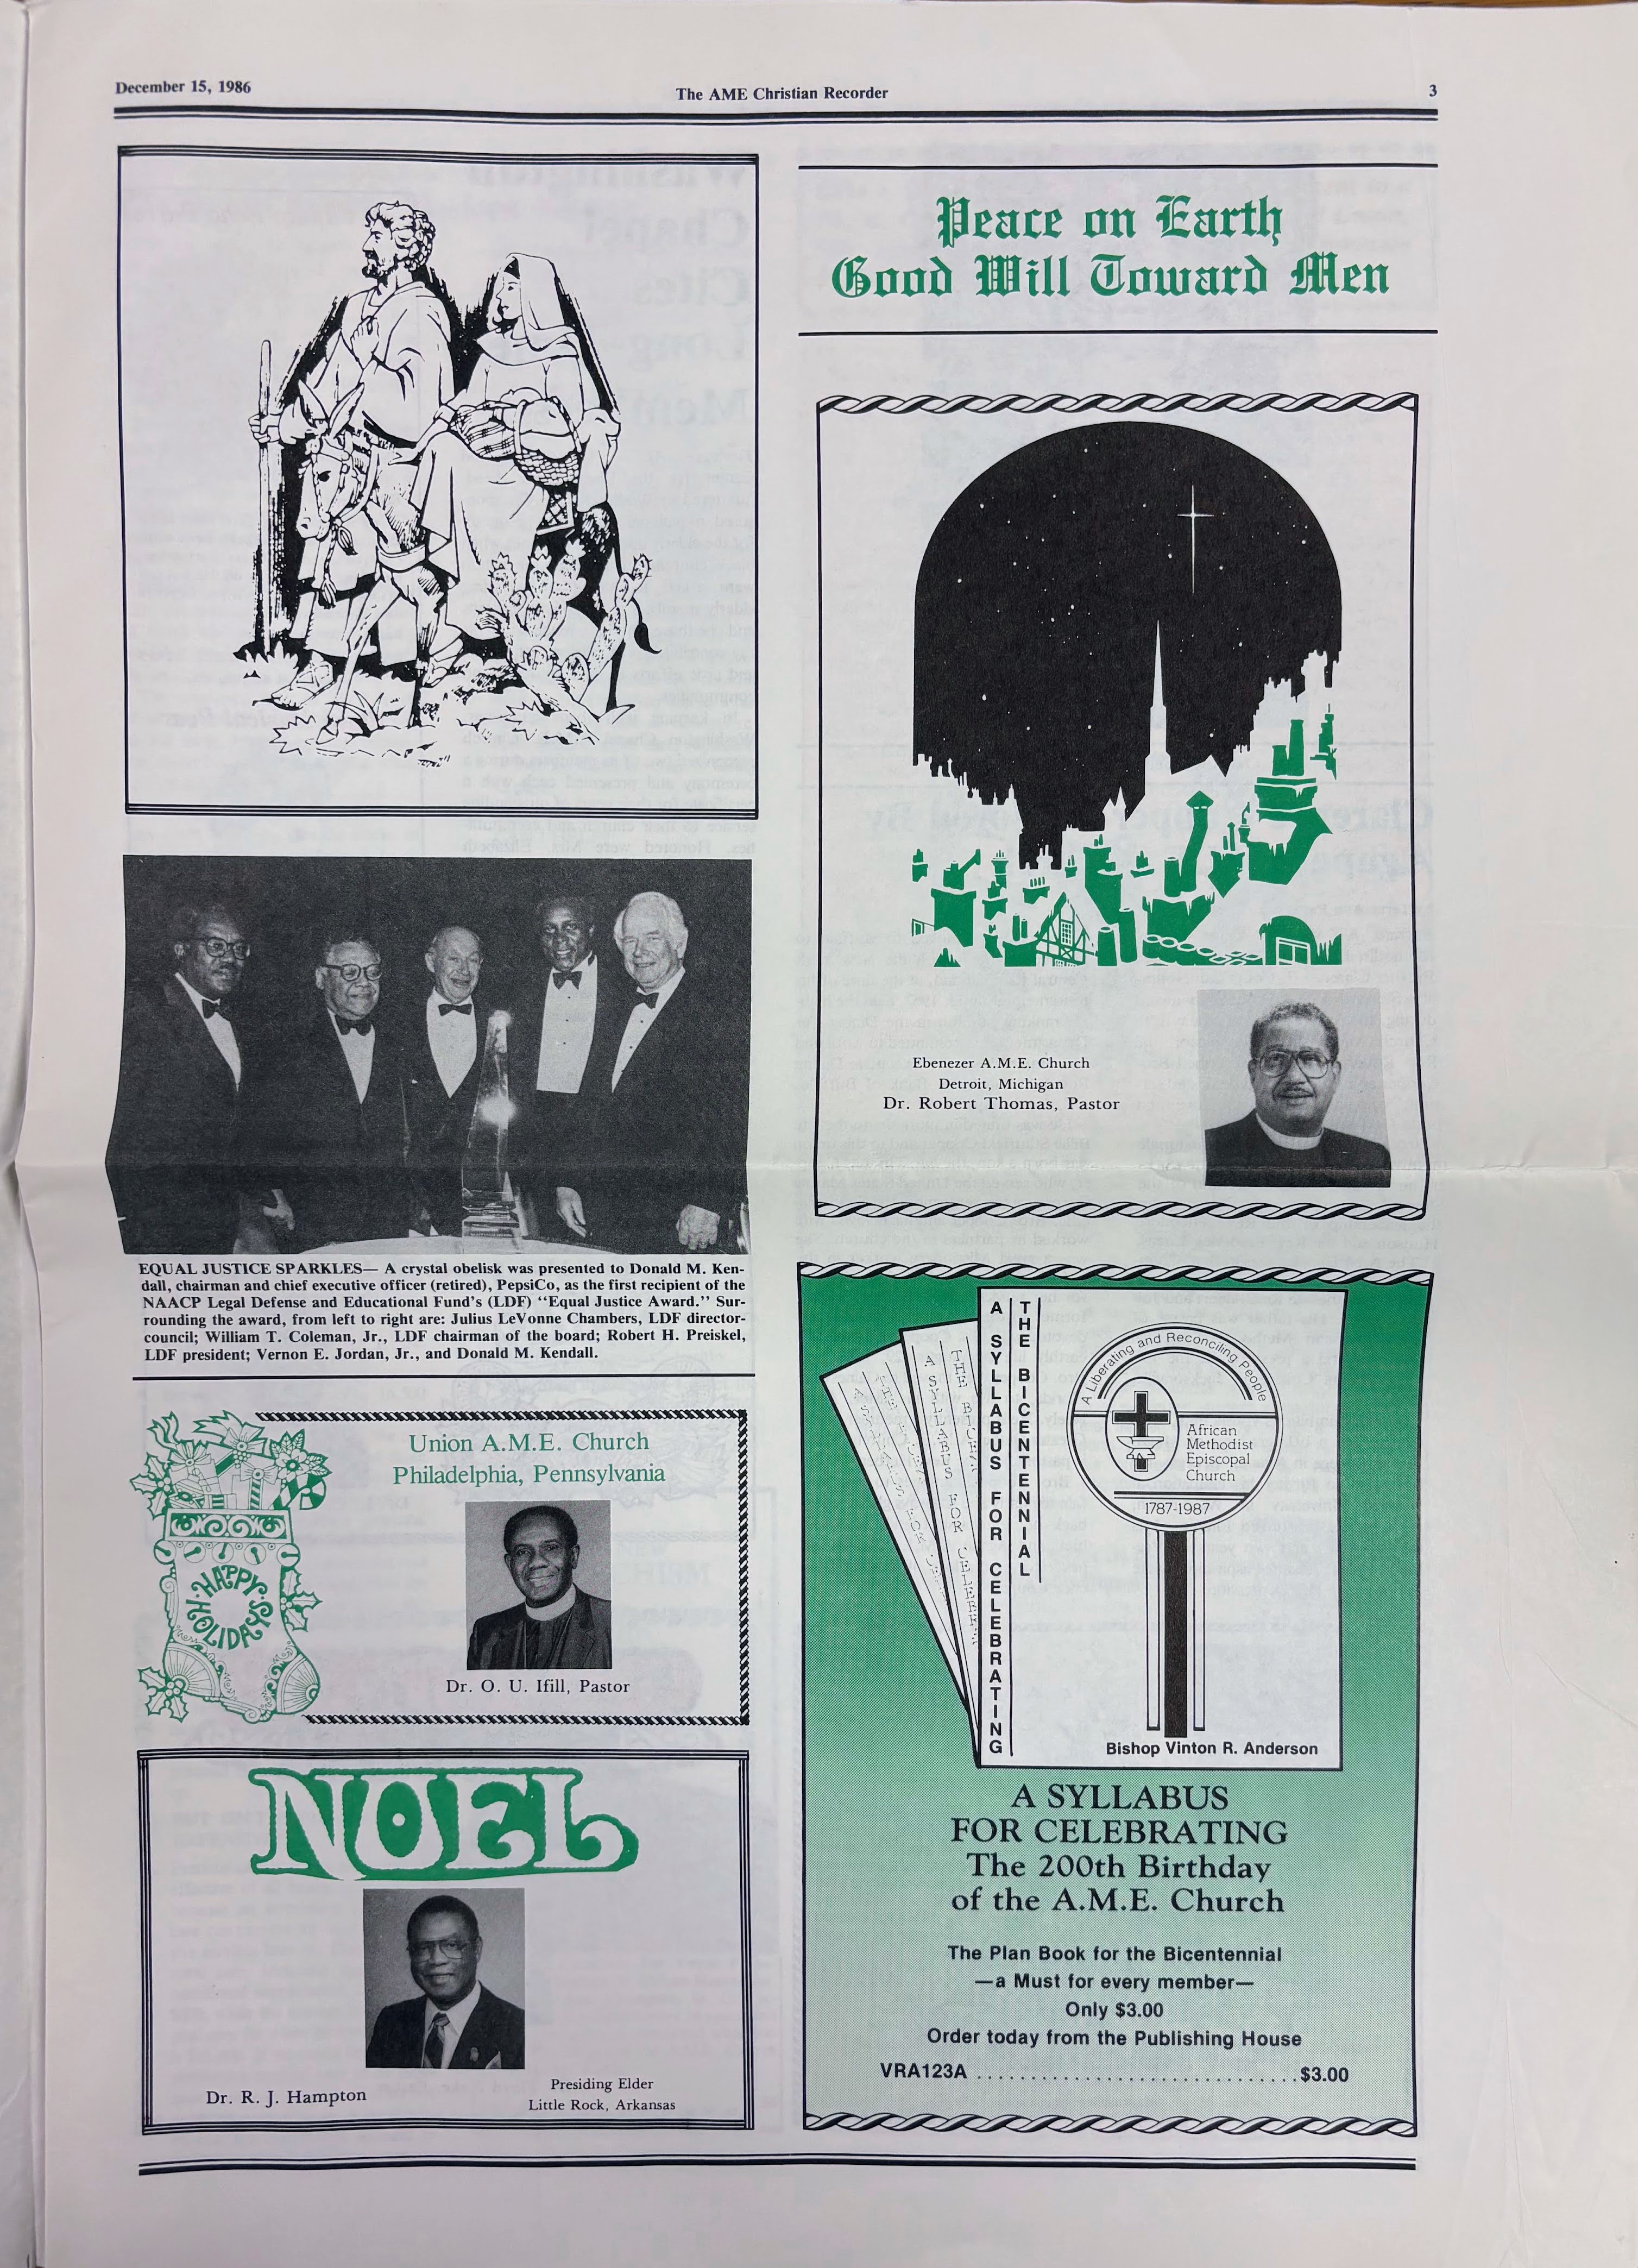 December 15, 1986
The AME Christian Recorder
3
EQUAL JUSTICE SPARKLES— A crystal obelisk was presented to Donald M. Ken-
dall, chairman and chief executive officer (retired), PepsiCo, as the first recipient of the
NAACP Legal Defense and Educational Fund's (LDF) “Equal Justice Award.” Sur-
rounding the award, from left to right are: Julius LeVonne Chambers, LDF director-
council; William T. Coleman, Jr., LDF chairman of the board; Robert H. Preiskel,
LDF president; Vernon E. Jordan, Jr., and Donald M. Kendall.
HAPPY
HOLIDAYS
Union A.M.E. Church
Philadelphia, Pennsylvania
Dr. O. U. Ifill, Pastor
NOEL
Dr. R. J. Hampton
Presiding Elder
Little Rock, Arkansas
Peace on Earth
Good Will Toward Men
Ebenezer A.M.E. Church
Detroit, Michigan
Dr. Robert Thomas, Pastor
A SYLLABUS FOR CELEBRATING
THE BICENTENNIAL
A SYLLABUS FOR
THE
A SYLLABUS FOR
THE
A Liberating and Reconciling People
African
Methodist
Episcopal
Church
1787-1987
Bishop Vinton R. Anderson
A SYLLABUS
FOR CELEBRATING
The 200th Birthday
of the A.M.E. Church
The Plan Book for the Bicentennial
—a Must for every member—
Only $3.00
Order today from the Publishing House
VRA123A ................................$3.00